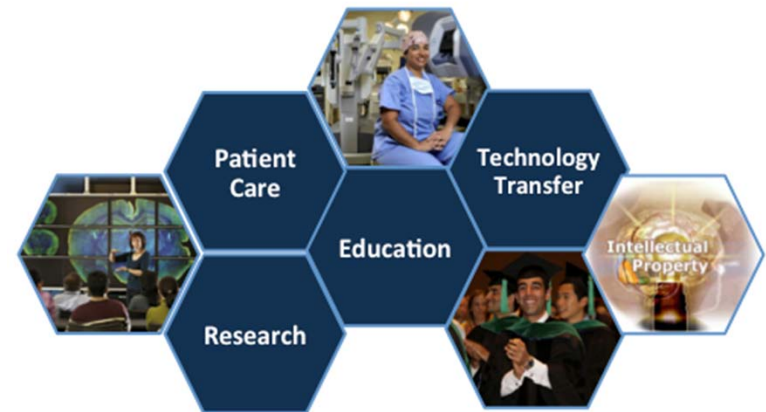 Patient
Care
Technology
Transfer
Education
Intellectual
Property
Research